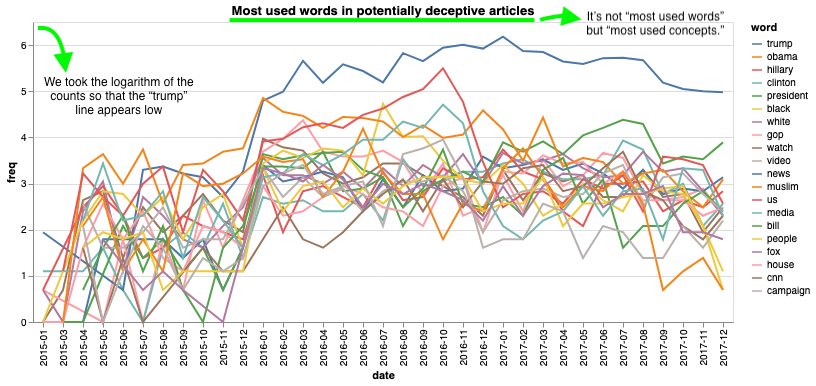 Most used words in potentially deceptive articles
It's not “most used words”
but “most used concepts.”
We took the logarithm of the
counts so that the “trump”
line appears low
freq
6
5
4
3
2
1
0
2015-01
2015-03
2015-04
2015-05
2015-06
2015-07
2015-08
2015-09
2015-10
2015-11
2015-12
2016-01
2016-02
2016-03
2016-04
2016-05
2016-06
2016-07
2016-08
2016-09
2016-10
2016-11
2016-12
2017-01
2017-02
2017-03
2017-04
2017-05
2017-06
2017-07
2017-08
2017-09
2017-10
2017-11
2017-12
date
word
trump
obama
hillary
clinton
president
black
white
gop
watch
video
news
muslim
us
media
bill
people
fox
house
cnn
campaign